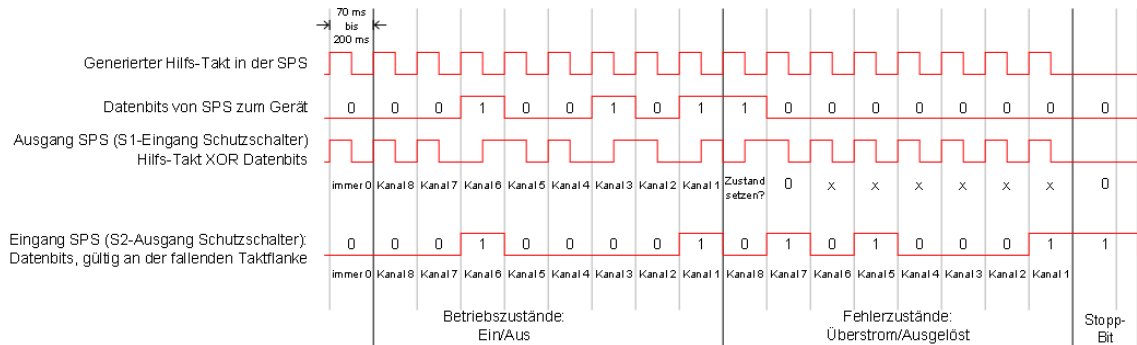 70 ms
bis
200 ms
Generierter Hilfs-Takt in der SPS
Datenbits von SPS zum Gerät
0 0 0 1 0 0 1 0 1 1 0 0 0 0 0 0 0 0
Ausgang SPS (S1-Eingang Schutzschalter)
Hilfs-Takt XOR Datenbits
immer 0 Kanal 8 Kanal 7 Kanal 6 Kanal 5 Kanal 4 Kanal 3 Kanal 2 Kanal 1 Zustand setzen? 0 x x x x x x 0
Eingang SPS (S2-Ausgang Schutzschalter):
Datenbits, gültig an der fallenden Taktflanke
0 0 0 1 0 0 0 0 1 0 1 0 1 0 0 0 1 1
immer 0 Kanal 8 Kanal 7 Kanal 6 Kanal 5 Kanal 4 Kanal 3 Kanal 2 Kanal 1 Kanal 8 Kanal 7 Kanal 6 Kanal 5 Kanal 4 Kanal 3 Kanal 2 Kanal 1
Betriebszustände:
Ein/Aus
Fehlerzustände:
Überstrom/Ausgelöst
Stopp-
Bit